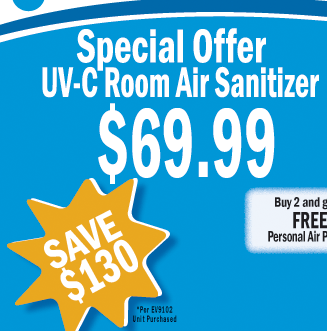 Special Offer
UV-C Room Air Sanitizer
$69.99
Buy 2 and
FREE
Personal Air
SAVE
$130
*Per EV9102
Unit Purchased